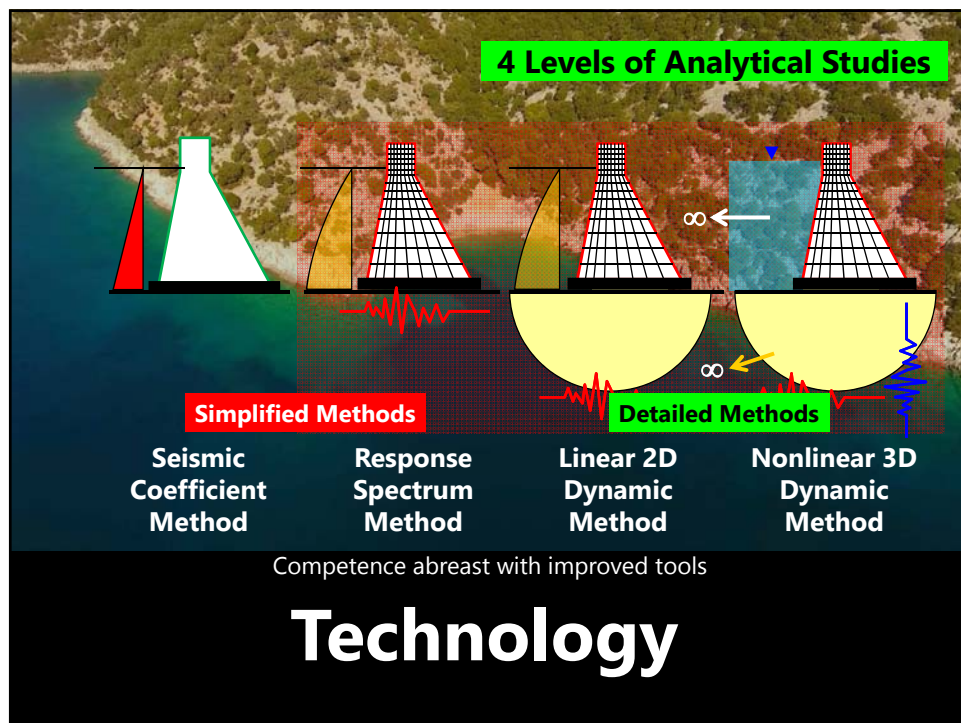 4 Levels of Analytical Studies
∞
∞
Simplified Methods
Detailed Methods
Seismic
Coefficient
Method
Response
Spectrum
Method
Linear 2D
Dynamic
Method
Nonlinear 3D
Dynamic
Method
Competence abreast with improved tools
Technology